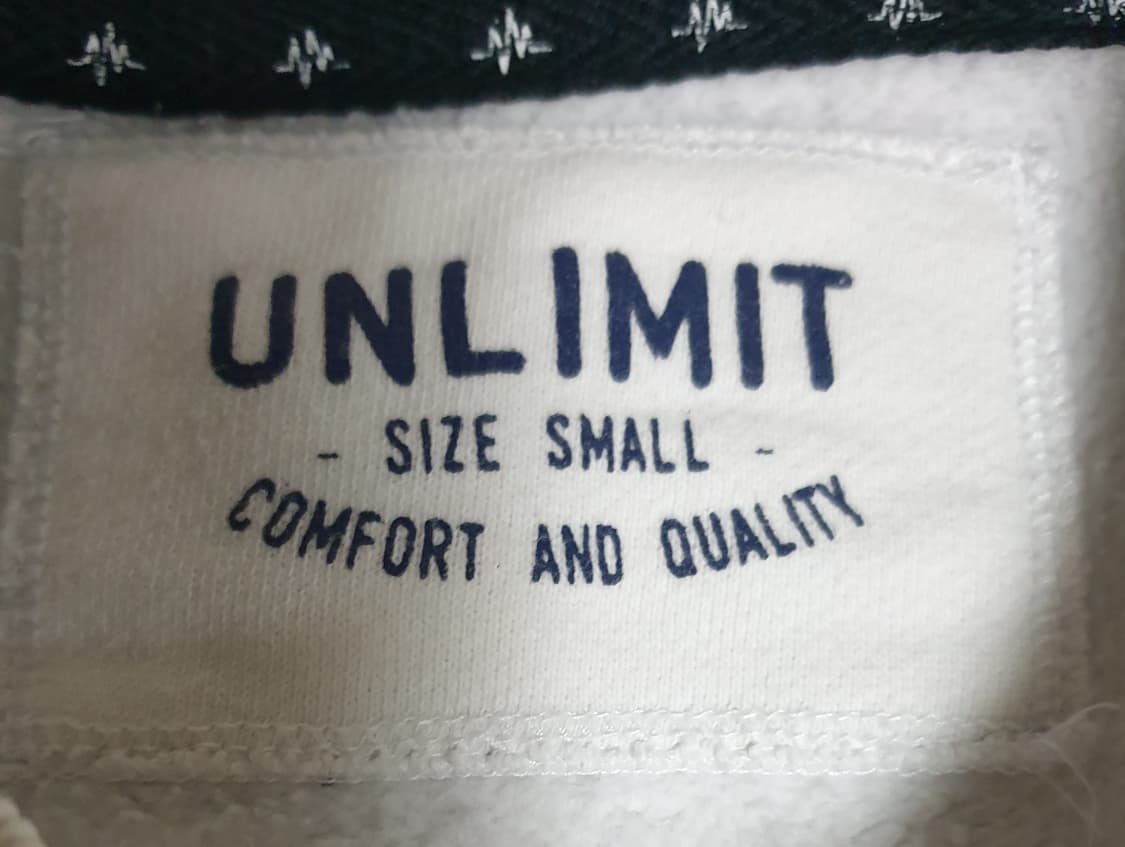 UNLIMIT
- SIZE SMALL -
COMFORT AND QUALITY